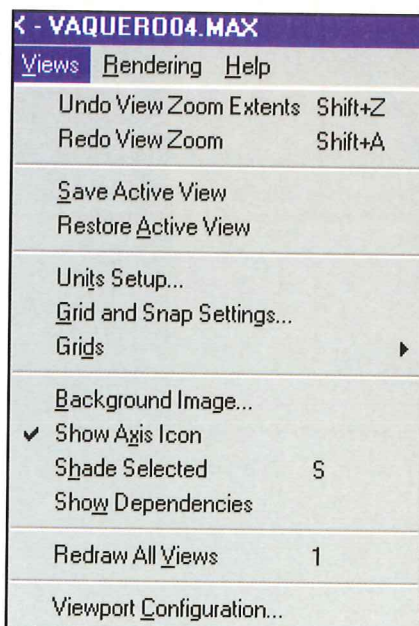 - VAQUERO04.MAX
Views Rendering Help
Undo View Zoom Extents Shift+Z
Redo View Zoom Shift+A
Save Active View
Restore Active View
Units Setup...
Grid and Snap Settings...
Grids
Background Image...
Show Axis Icon
Shade Selected S
Show Dependencies
Redraw All Views 1
Viewport Configuration...